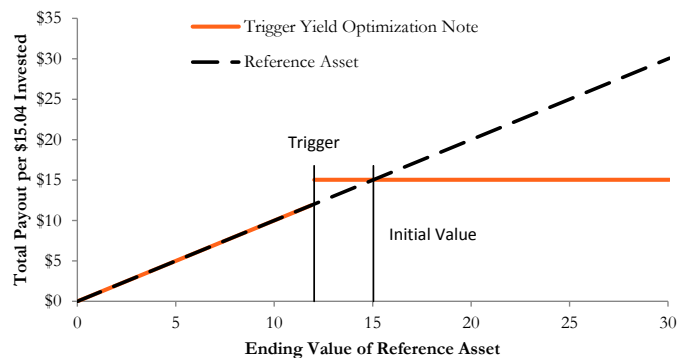 $35
$30
$25
$20
$15
$10
$5
$0
Total Payout per $15.04 Invested
Trigger Yield Optimization Note
Reference Asset
Trigger
Initial Value
0 5 10 15 20 25 30
Ending Value of Reference Asset